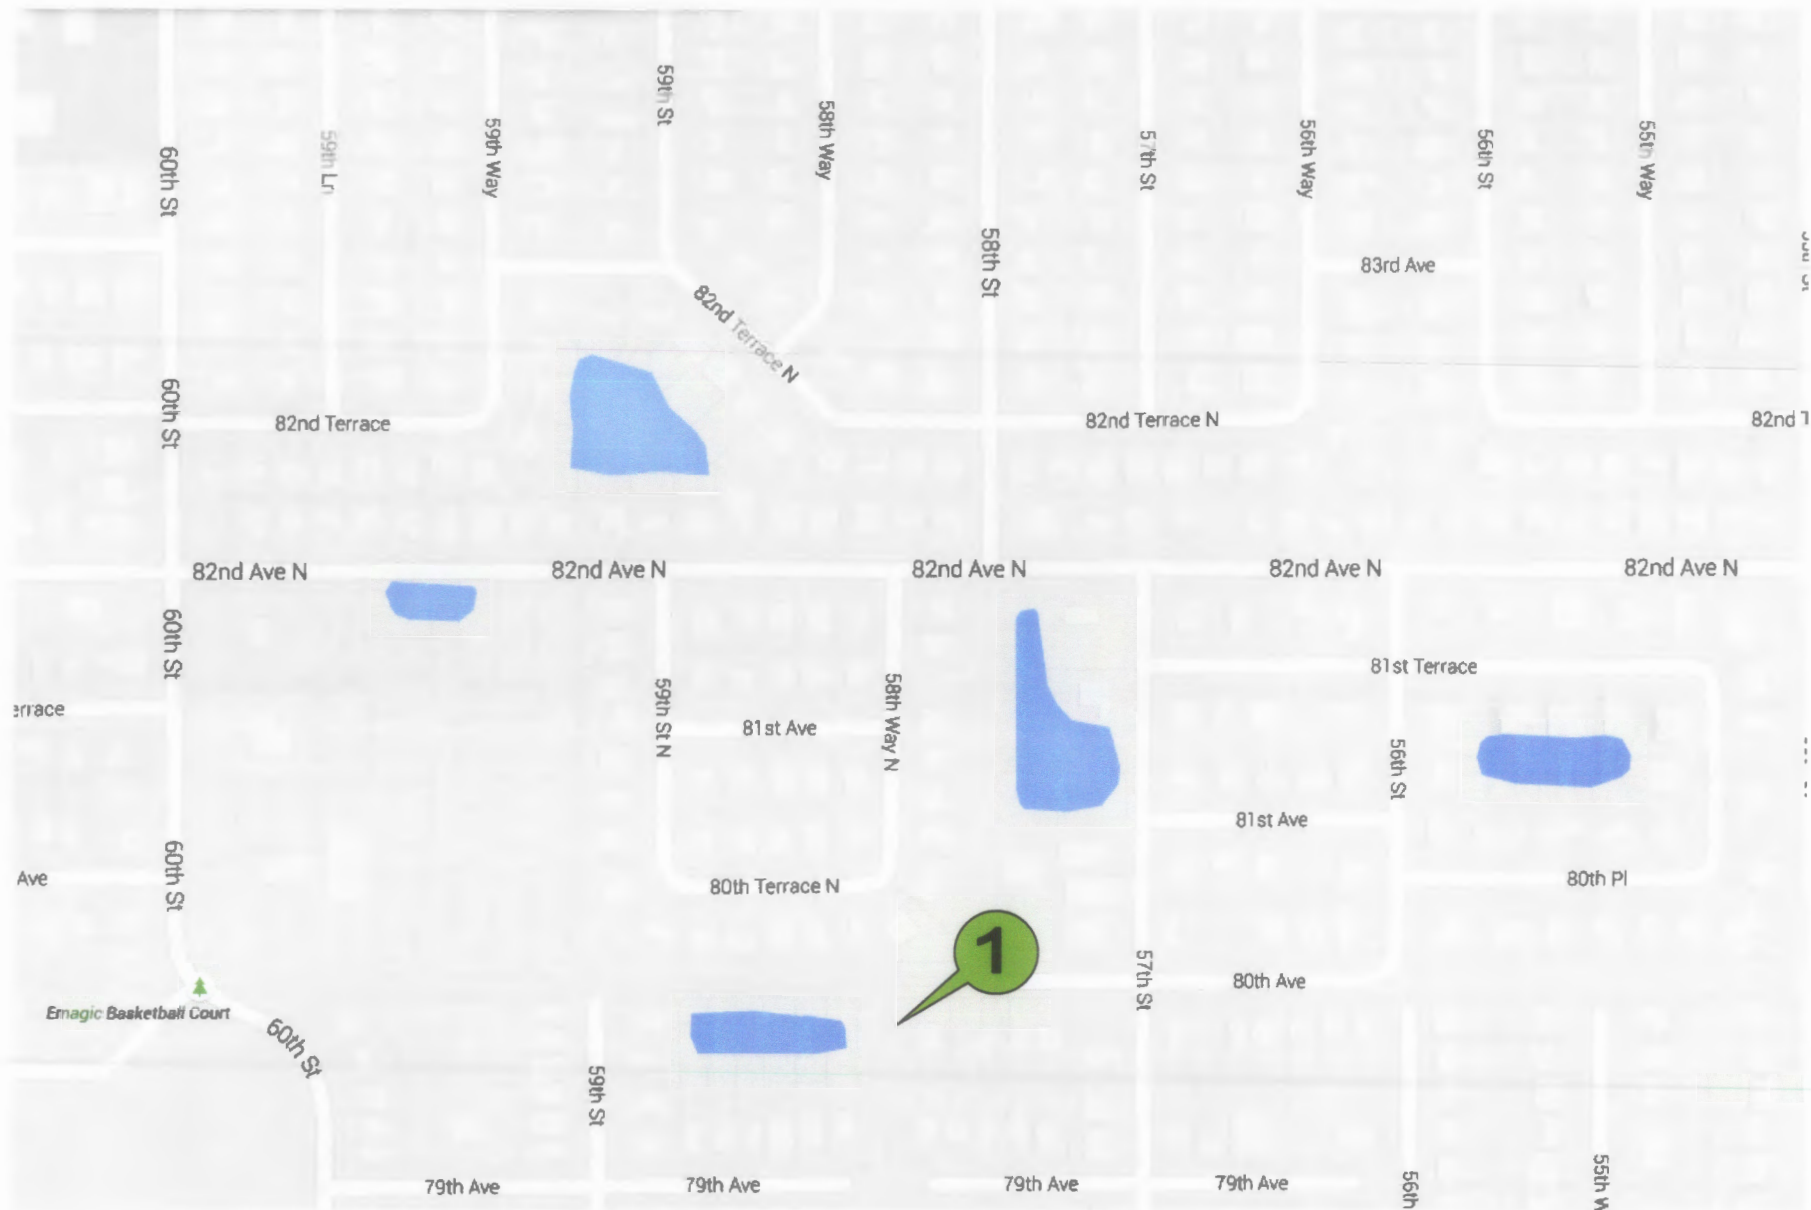 59th St
58th Way
59th Way
57th St
56th Way
56th St
55th Way
60th St
59th Ln
58th St
83rd Ave
82nd Terrace N
60th St
82nd Terrace
82nd Terrace N
82nd
82nd Ave N
82nd Ave N
82nd Ave N
82nd Ave N
82nd Ave N
60th St
81st Terrace
errace
59th St N
81st Ave
58th Way N
56th St
81st Ave
60th St
Ave
80th Terrace N
80th Pl
1
57th St
80th Ave
Emagic Basketball Court
60th St
59th St
79th Ave
79th Ave
79th Ave
79th Ave
56th
55th W